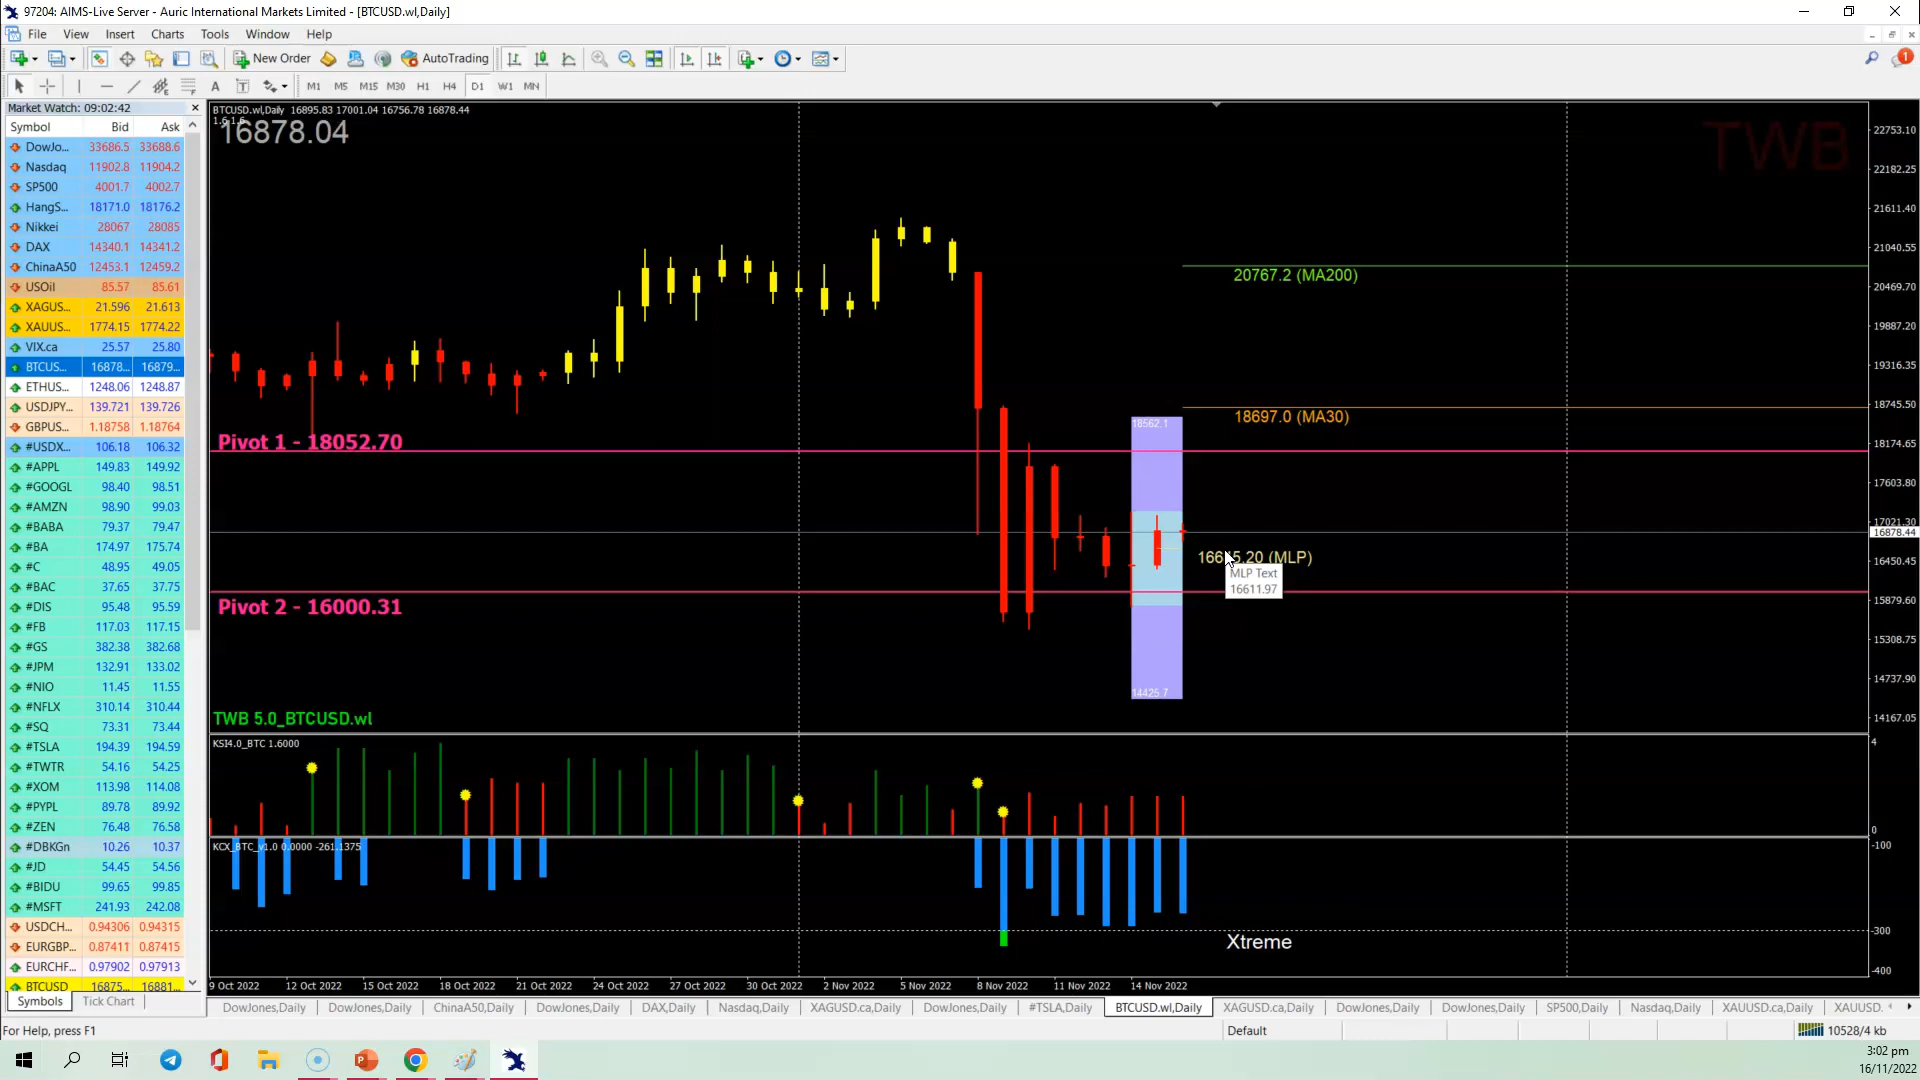 97204: AIMS-Live Server - Auric International Markets Limited - [BTCUSD.wl,Daily]
File View Insert Charts Tools Window Help
New Order AutoTrading
A T M1 M5 M15 M30 H1 H4 D1 W1 MN
Market Watch: 09:02:42
Symbol Bid Ask
DowJo... 33686.5 33688.6
Nasdaq 11902.8 11904.2
SP500 4001.7 4002.7
HangS... 18171.0 18176.2
Nikkei 28067 28085
DAX 14340.1 14341.2
ChinaA50 12453.1 12459.2
USOil 85.57 85.61
XAGUS... 21.596 21.613
XAUUS... 1774.15 1774.22
VIX.ca 25.57 25.80
BTCUS... 16878... 16879...
ETHUS... 1248.06 1248.87
USDJPY... 139.721 139.726
GBPUS... 1.18758 1.18764
#USDX... 106.18 106.32
#APPL 149.83 149.92
#GOOGL 98.40 98.51
#AMZN 98.90 99.03
#BABA 79.37 79.47
#BA 174.97 175.74
#C 48.95 49.05
#BAC 37.65 37.75
#DIS 95.48 95.59
#FB 117.03 117.15
#GS 382.38 382.68
#JPM 132.91 133.02
#NIO 11.45 11.55
#NFLX 310.14 310.44
#SQ 73.31 73.44
#TSLA 194.39 194.59
#TWTR 54.16 54.25
#XOM 113.98 114.08
#PYPL 89.78 89.92
#ZEN 76.48 76.58
#DBKGn 10.26 10.37
#JD 54.45 54.56
#BIDU 99.65 99.85
#MSFT 241.93 242.08
USDCH... 0.94306 0.94315
EURGBP... 0.87411 0.87415
EURCHF... 0.97902 0.97913
BTCUSD 16875... 16881...
Symbols Tick Chart
BTCUSD.wl,Daily 16895.83 17001.04 16756.78 16878.44
1.6 1.6
16878.04
TWB
20767.2 (MA200)
18697.0 (MA30)
18562.1
Pivot 1 - 18052.70
MLP)
MLP Text
16611.97
Pivot 2 - 16000.31
14425.7
TWB 5.0_BTCUSD.wl
22753.10
22182.25
21611.40
21040.55
20469.70
19887.20
19316.35
18745.50
18174.65
17603.80
17021.30
16878.44
16450.45
15879.60
15308.75
14737.90
14167.05
KSI4.0_BTC 1.6000
4
0
KCX_BTC_v1.0 0.0000 -261.1375
-100
-300
-400
Xtreme
9 Oct 2022 12 Oct 2022 15 Oct 2022 18 Oct 2022 21 Oct 2022 24 Oct 2022 27 Oct 2022 30 Oct 2022 2 Nov 2022 5 Nov 2022 8 Nov 2022 11 Nov 2022 14 Nov 2022
DowJones,Daily DowJones,Daily ChinaA50,Daily DowJones,Daily DAX,Daily Nasdaq,Daily XAGUSD.ca,Daily DowJones,Daily #TSLA,Daily BTCUSD.wl,Daily XAGUSD.ca,Daily DowJones,Daily DowJones,Daily SP500,Daily Nasdaq,Daily XAUUSD.ca,Daily XAUUSD.
For Help, press F1 Default 10528/4 kb
3:02 pm
16/11/2022